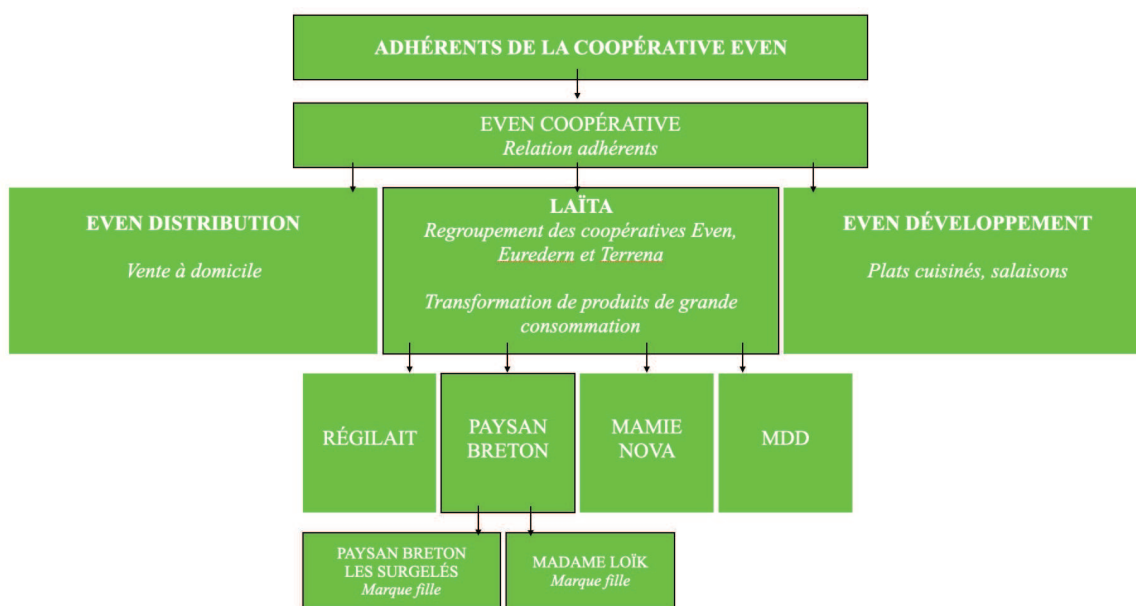 ADHÉRENTS DE LA COOPÉRATIVE EVEN
EVEN COOPÉRATIVE
Relation adhérents
EVEN DISTRIBUTION
Vente à domicile
LAÏTA
Regroupement des coopératives Even,
Euredern et Terrena
Transformation de produits de grande
consommation
EVEN DÉVELOPPEMENT
Plats cuisinés, salaisons
RÉGILAIT
PAYSAN
BRETON
MAMIE
NOVA
MDD
PAYSAN BRETON
LES SURGELÉS
Marque fille
MADAME LOÏK
Marque fille